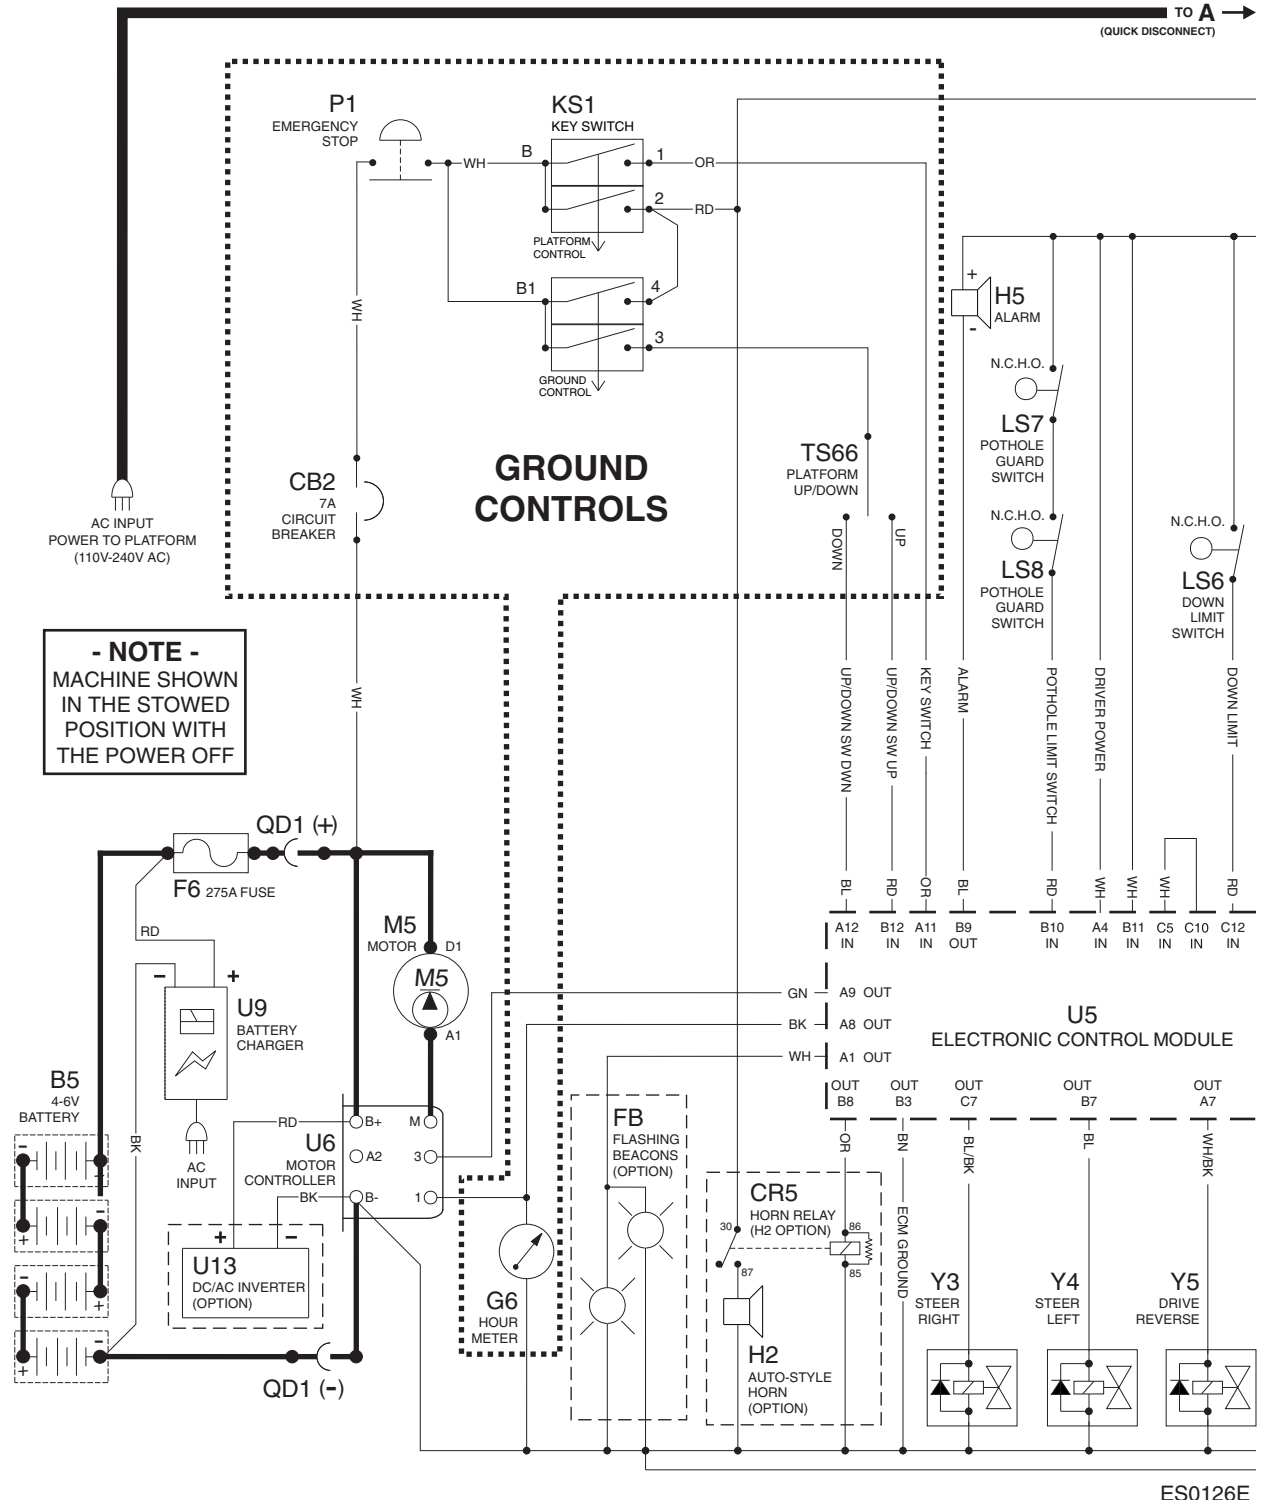 TO A
(QUICK DISCONNECT)
P1
EMERGENCY
STOP
KS1
KEY SWITCH
B
WH
1
OR
2
RD
PLATFORM
CONTROL
B1
4
3
GROUND
CONTROL
WH
CB2
7A
CIRCUIT
BREAKER
GROUND
CONTROLS
TS66
PLATFORM
UP/DOWN
DOWN
UP
+
H5
ALARM
-
N.C.H.O.
LS7
POTHOLE
GUARD
SWITCH
N.C.H.O.
LS8
POTHOLE
GUARD
SWITCH
N.C.H.O.
LS6
DOWN
LIMIT
SWITCH
AC INPUT
POWER TO PLATFORM
(110V-240V AC)
- NOTE -
MACHINE SHOWN
IN THE STOWED
POSITION WITH
THE POWER OFF
WH
UP/DOWN SW DWN
UP/DOWN SW UP
KEY SWITCH
ALARM
POTHOLE LIMIT SWITCH
DRIVER POWER
DOWN LIMIT
BL
RD
OR
BL
RD
WH
WH
WH
RD
A12
IN
B12
IN
A11
IN
B9
OUT
B10
IN
A4
IN
B11
IN
C5
IN
C10
IN
C12
IN
QD1 (+)
F6 275A FUSE
RD
M5
MOTOR
D1
M5
A1
- +
U9
BATTERY
CHARGER
AC
INPUT
BK
B5
4-6V
BATTERY
-
-
+
-
-
+
+
-
GN
A9 OUT
BK
A8 OUT
WH
A1 OUT
U5
ELECTRONIC CONTROL MODULE
OUT
B8
OUT
B3
OUT
C7
OUT
B7
OUT
A7
OR
BN
BL/BK
BL
WH/BK
ECM GROUND
RD
B+
M
U6
MOTOR
CONTROLLER
A2
3
BK
B-
1
+ -
U13
DC/AC INVERTER
(OPTION)
QD1 (-)
G6
HOUR
METER
FB
FLASHING
BEACONS
(OPTION)
CR5
HORN RELAY
(H2 OPTION)
30
86
87
85
H2
AUTO-STYLE
HORN
(OPTION)
Y3
STEER
RIGHT
Y4
STEER
LEFT
Y5
DRIVE
REVERSE
ES0126E